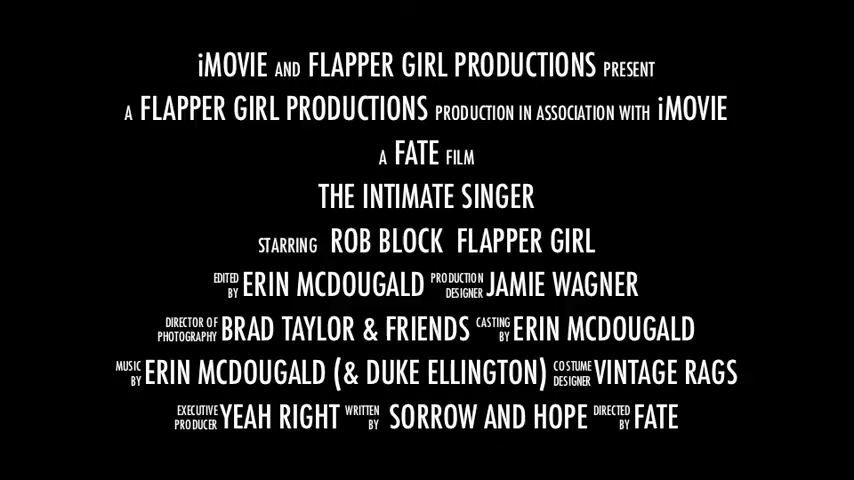 iMOVIE AND FLAPPER GIRL PRODUCTIONS PRESENT
A FLAPPER GIRL PRODUCTIONS PRODUCTION IN ASSOCIATION WITH iMOVIE
A FATE FILM
THE INTIMATE SINGER
STARRING ROB BLOCK FLAPPER GIRL
EDITED BY ERIN MCDOUGALD PRODUCTION DESIGNER JAMIE WAGNER
DIRECTOR OF PHOTOGRAPHY BRAD TAYLOR & FRIENDS CASTING BY ERIN MCDOUGALD
MUSIC BY ERIN MCDOUGALD (& DUKE ELLINGTON) COSTUME DESIGNER VINTAGE RAGS
EXECUTIVE PRODUCER YEAH RIGHT WRITTEN BY SORROW AND HOPE DIRECTED BY FATE